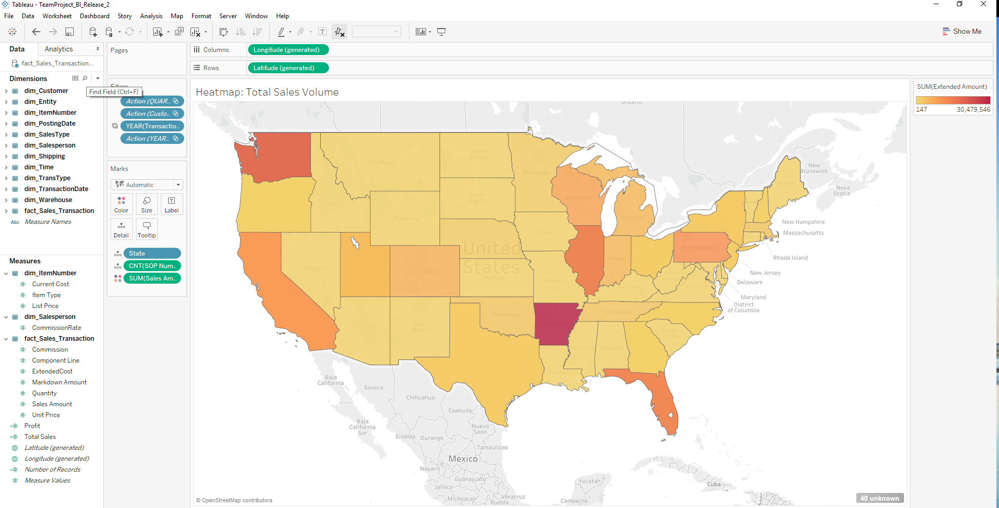 Tableau - TeamProject_BI_Release_2
File Data Worksheet Dashboard Story Analysis Map Format Server Window Help
Show Me
Data Analytics
fact_Sales_Transaction...
Dimensions
Find Field (Ctrl+F)
dim_Customer
dim_Entity
dim_ItemNumber
dim_PostingDate
dim_SalesType
dim_Salesperson
dim_Shipping
dim_Time
dim_TransType
dim_TransactionDate
dim_Warehouse
fact_Sales_Transaction
Abc Measure Names
Measures
dim_ItemNumber
Current Cost
Item Type
List Price
dim_Salesperson
CommissionRate
fact_Sales_Transaction
Commission
Component Line
ExtendedCost
Markdown Amount
Quantity
Sales Amount
Unit Price
Profit
Total Sales
Latitude (generated)
Longitude (generated)
Number of Records
Measure Values
Pages
Filters
Action (QUAR..
Action (Custo..
YEAR(Transactio..
Action (YEAR..
Marks
Automatic
Color Size Label
Detail Tooltip
State
CNT(SOP Num..
SUM(Sales Am..
Columns Longitude (generated)
Rows Latitude (generated)
Heatmap: Total Sales Volume
Ontario
Montana
North
Dakota
Minnesota
South
Dakota
Idaho
Wyoming
Wisconsin
Michigan
Iowa
Maine
New
Brunswick
Nova
Scotia
New Hampshire
Massachusetts
Rhode Island
New Jersey
Delaware
Maryland
District
of Columbia
Pennsylvania
Indiana
West
Virginia
Virginia
Kentucky
Tennessee
United
States
Nevada
Colorado
Kansas
Missouri
Oklahoma
Arkansas
Arizona
New
Mexico
Mississippi
Alabama
South
Carolina
Louisiana
Baja
California
Sonora
Chihuahua
Coahuila
Baja
California
Sur
Sinaloa
Durango
Nuevo
Leon
Tamaulipas
Mexico
Nayarit
Guanajuato
Jalisco
Michoacan
Veracruz
Puebla
Yucatan
Campeche
Cuba
© OpenStreetMap contributors
40 unknown
SUM(Extended Amount)
147 30,479,546